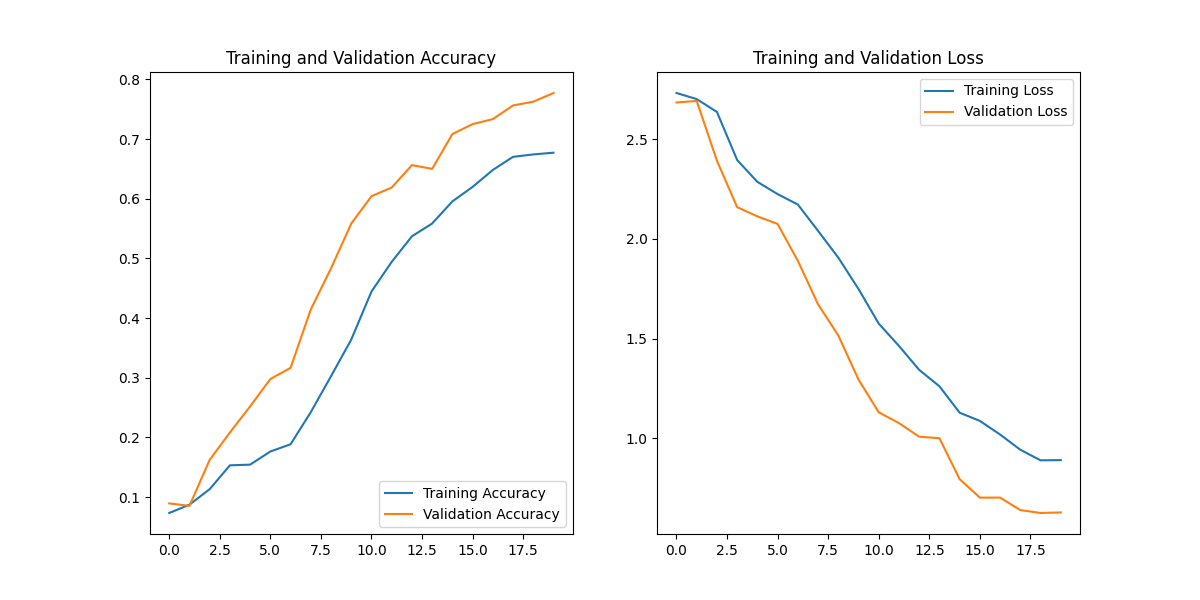 Training and Validation Accuracy
0.8
0.7
0.6
0.5
0.4
0.3
0.2
0.1
Training Accuracy
Validation Accuracy
0.0 2.5 5.0 7.5 10.0 12.5 15.0 17.5
Training and Validation Loss
Training Loss
Validation Loss
2.5
2.0
1.5
1.0
0.0 2.5 5.0 7.5 10.0 12.5 15.0 17.5